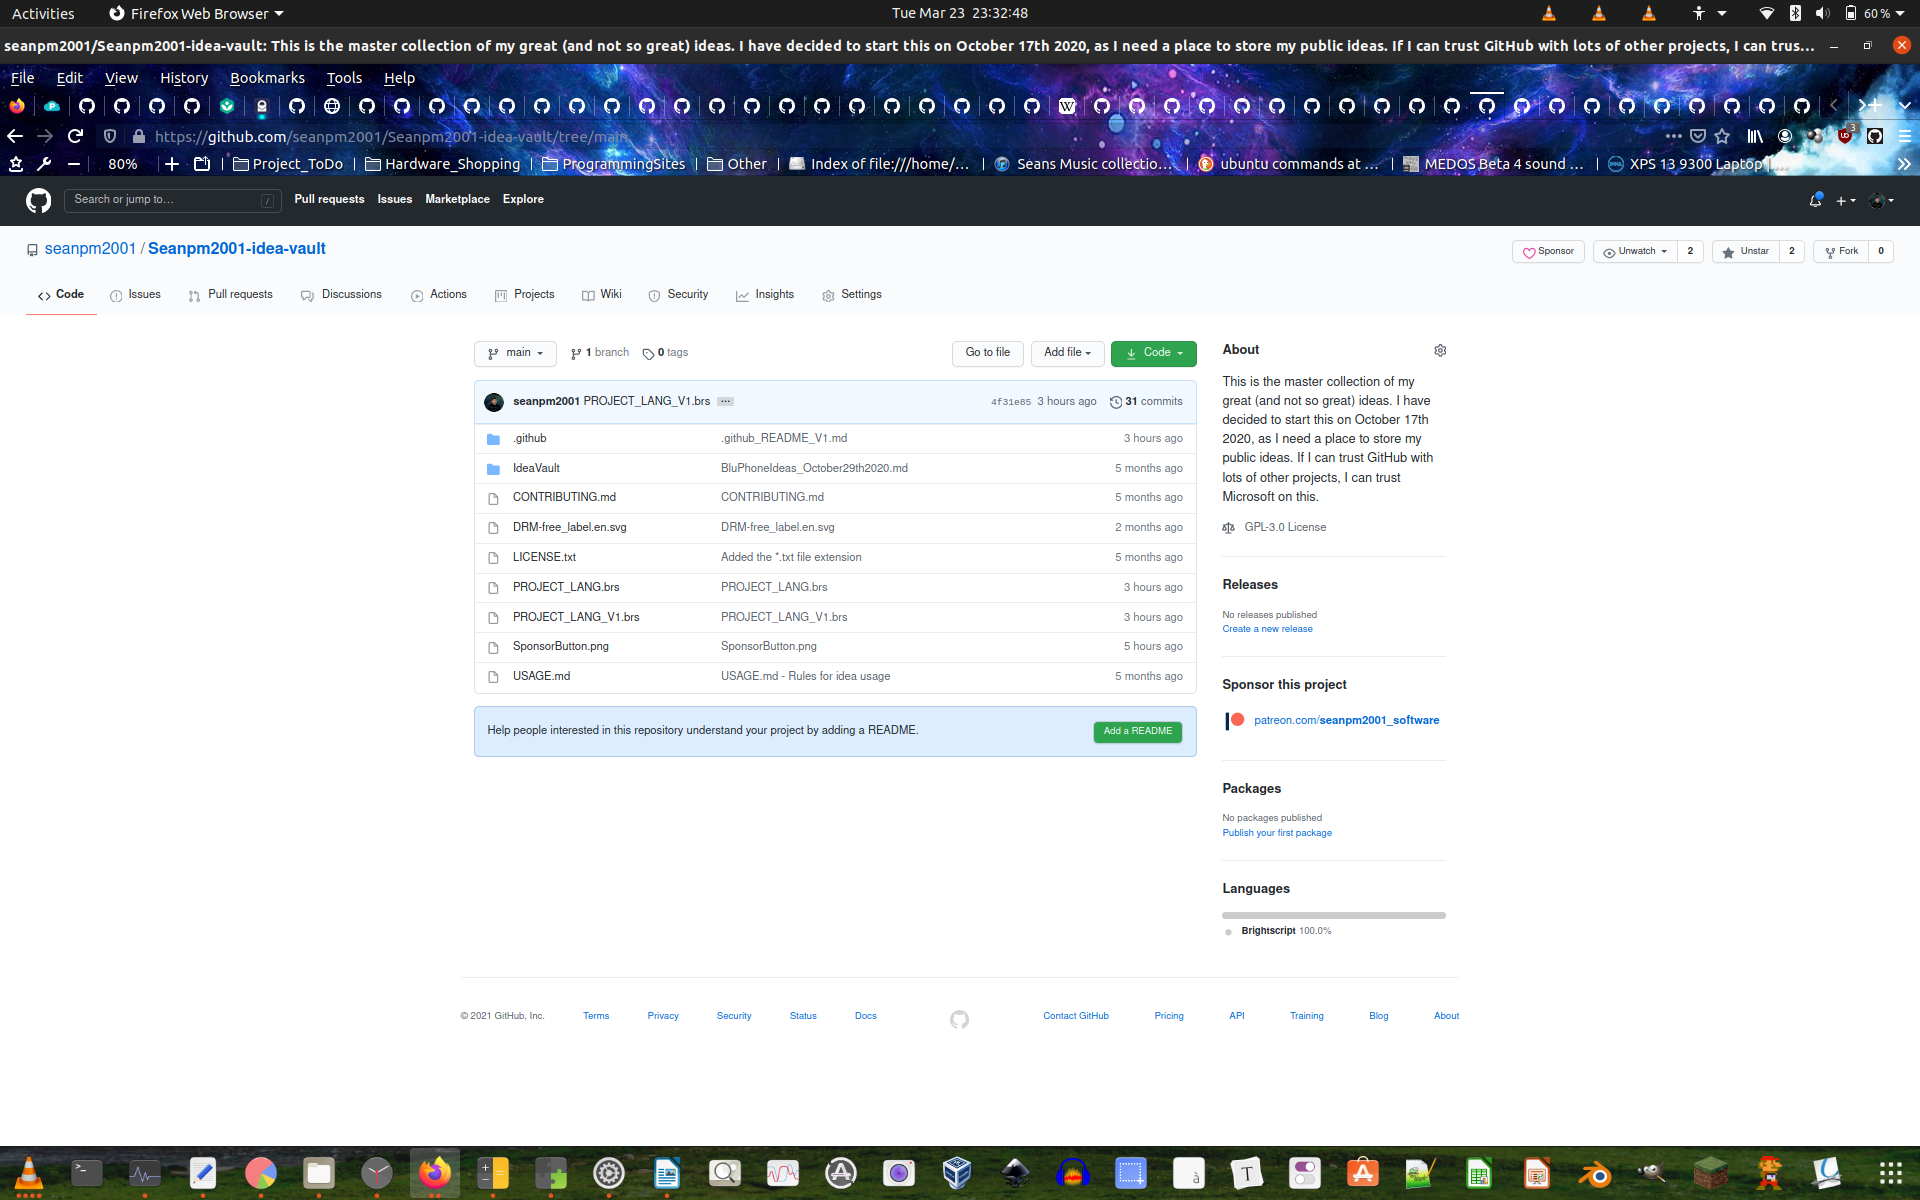 Activities Firefox Web Browser Tue Mar 23 23:32:48 60 %
seanpm2001/Seanpm2001-idea-vault: This is the master collection of my great (and not so great) ideas. I have decided to start this on October 17th 2020, as I need a place to store my public ideas. If I can trust GitHub with lots of other projects, I can trus…
File Edit View History Bookmarks Tools Help
https://github.com/seanpm2001/Seanpm2001-idea-vault/tree/main
80% Project_ToDo Hardware_Shopping ProgrammingSites Other Index of file:///home/… Seans Music collectio… ubuntu commands at … MEDOS Beta 4 sound … XPS 13 9300 Laptop
Search or jump to… / Pull requests Issues Marketplace Explore
seanpm2001 / Seanpm2001-idea-vault
Sponsor Unwatch 2 Unstar 2 Fork 0
Code Issues Pull requests Discussions Actions Projects Wiki Security Insights Settings
main 1 branch 0 tags Go to file Add file Code
seanpm2001 PROJECT_LANG_V1.brs 4f31e85 3 hours ago 31 commits
.github .github_README_V1.md 3 hours ago
IdeaVault BluPhoneIdeas_October29th2020.md 5 months ago
CONTRIBUTING.md CONTRIBUTING.md 5 months ago
DRM-free_label.en.svg DRM-free_label.en.svg 2 months ago
LICENSE.txt Added the *.txt file extension 5 months ago
PROJECT_LANG.brs PROJECT_LANG.brs 3 hours ago
PROJECT_LANG_V1.brs PROJECT_LANG_V1.brs 3 hours ago
SponsorButton.png SponsorButton.png 5 hours ago
USAGE.md USAGE.md - Rules for idea usage 5 months ago
Help people interested in this repository understand your project by adding a README. Add a README
About
This is the master collection of my
great (and not so great) ideas. I have
decided to start this on October 17th
2020, as I need a place to store my
public ideas. If I can trust GitHub with
lots of other projects, I can trust
Microsoft on this.
GPL-3.0 License
Releases
No releases published
Create a new release
Sponsor this project
patreon.com/seanpm2001_software
Packages
No packages published
Publish your first package
Languages
Brightscript 100.0%
© 2021 GitHub, Inc. Terms Privacy Security Status Docs Contact GitHub Pricing API Training Blog About